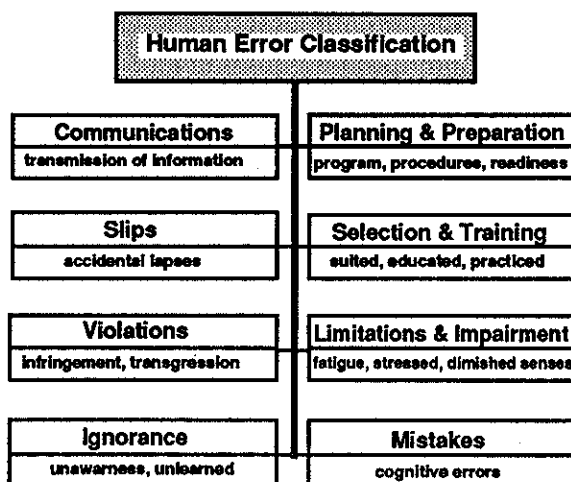 Human Error Classification
Communications
transmission of information
Planning & Preparation
program, procedures, readiness
Slips
accidental lapses
Selection & Training
suited, educated, practiced
Violations
infringement, transgression
Limitations & Impairment
fatigue, stressed, dimished senses
Ignorance
unawarness, unlearned
Mistakes
cognitive errors